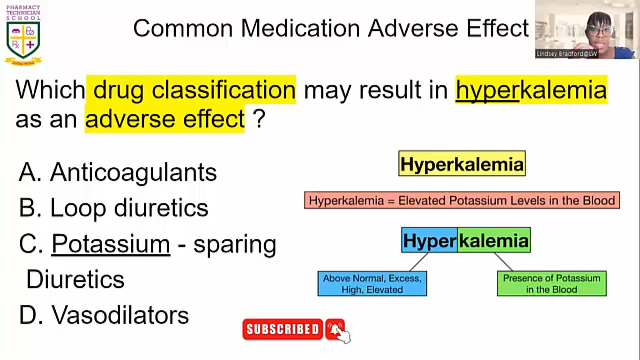 PHARMACY TECHNICIAN
SCHOOL
Common Medication Adverse Effect
Lindsey Bradford@LW
Which drug classification may result in hyperkalemia
as an adverse effect ?
A. Anticoagulants
B. Loop diuretics
C. Potassium - sparing
Diuretics
D. Vasodilators
Hyperkalemia
Hyperkalemia = Elevated Potassium Levels in the Blood
Hyperkalemia
Above Normal, Excess,
High, Elevated
Presence of Potassium
in the Blood
SUBSCRIBED